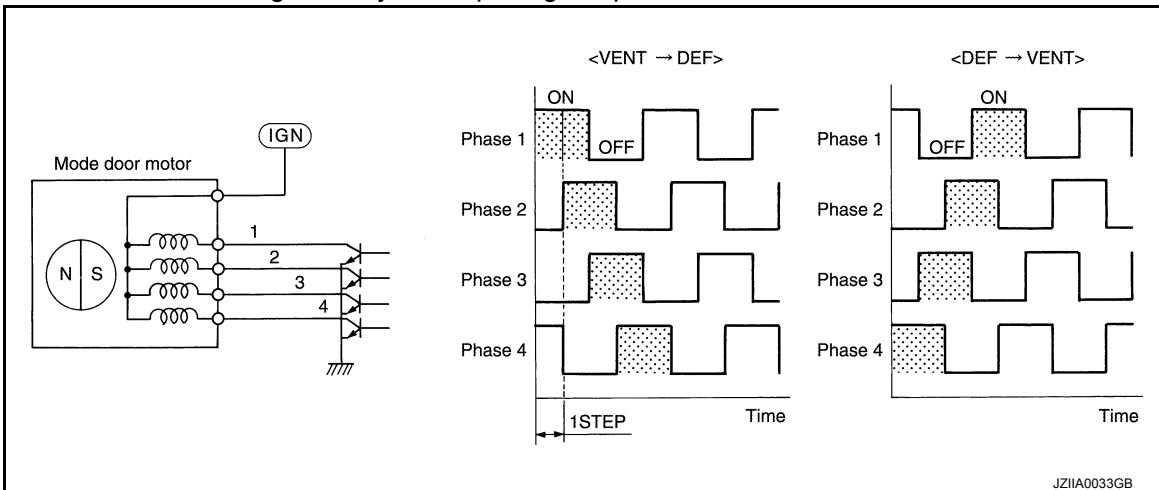 <VENT → DEF>
<DEF → VENT>
ON
ON
IGN
Phase 1
OFF
Phase 1
OFF
Mode door motor
Phase 2
Phase 2
1
2
N S
3
Phase 3
Phase 3
4
Phase 4
Phase 4
Time
Time
1STEP
JZIIA0033GB